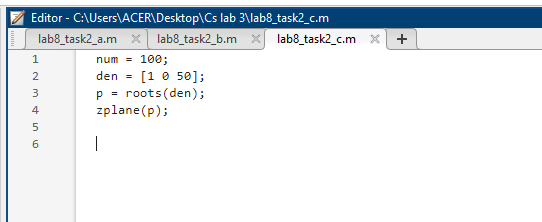 Editor - C:\Users\ACER\Desktop\Cs lab 3\lab8_task2_c.m
lab8_task2_a.m lab8_task2_b.m lab8_task2_c.m
1 num = 100;
2 den = [1 0 50];
3 p = roots(den);
4 zplane(p);
5
6